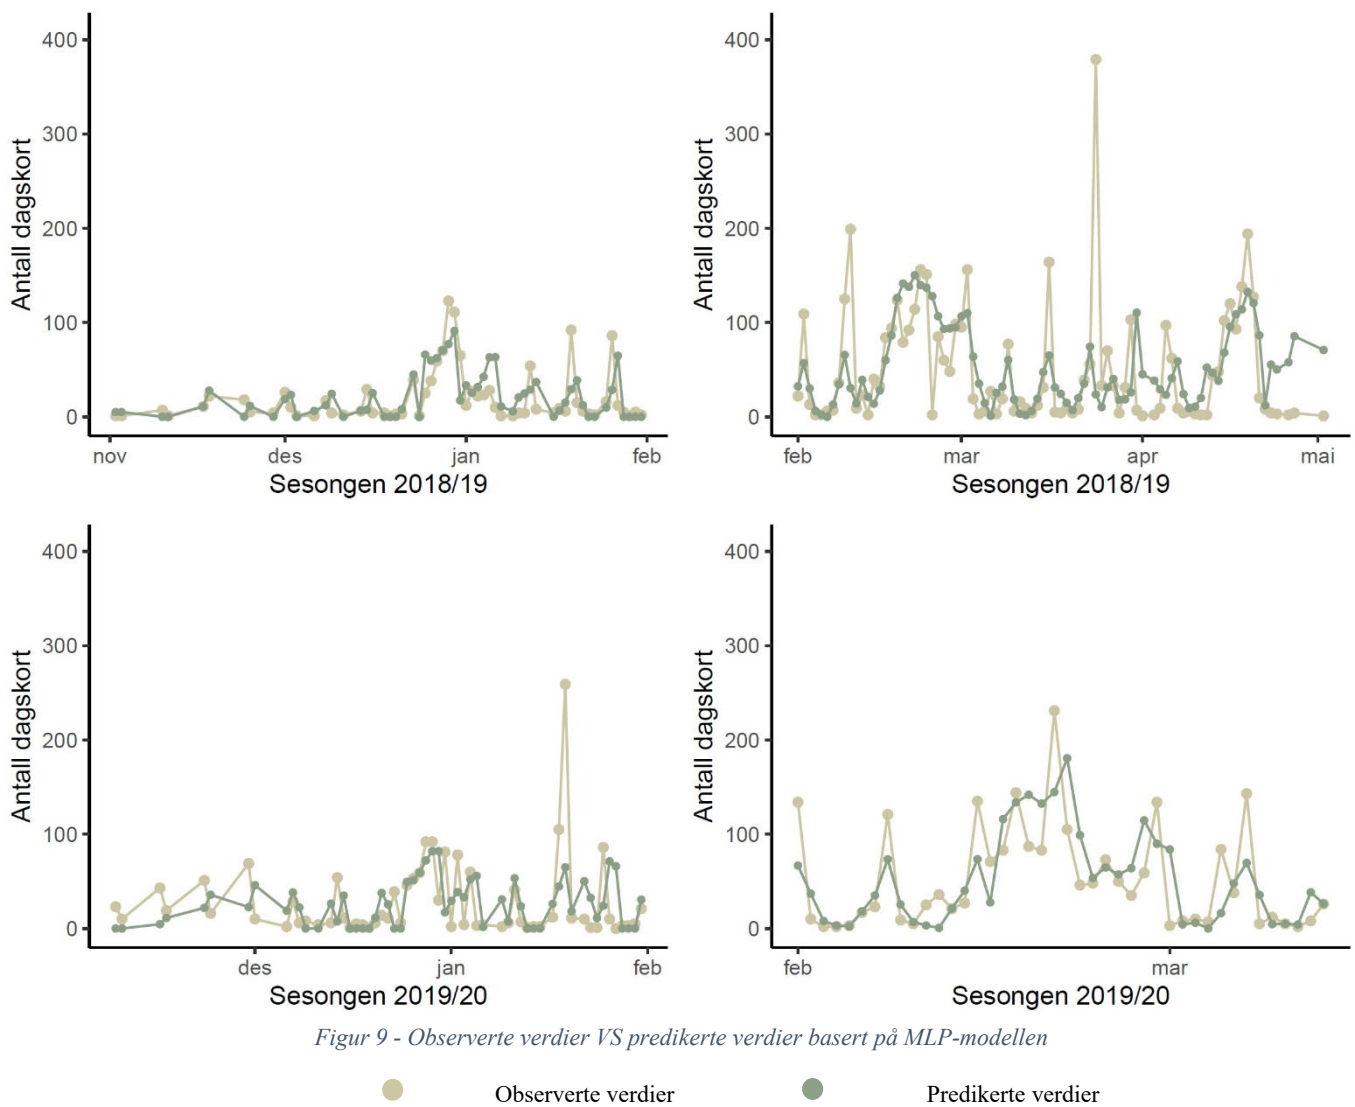 400
300
200
100
0
Antall dagskort
nov des jan feb
Sesongen 2018/19
400
300
200
100
0
Antall dagskort
feb mar apr mai
Sesongen 2018/19
400
300
200
100
0
Antall dagskort
des jan feb
Sesongen 2019/20
400
300
200
100
0
Antall dagskort
feb mar
Sesongen 2019/20
Figur 9 - Observerte verdier VS predikerte verdier basert på MLP-modellen
Observerte verdier Predikerte verdier